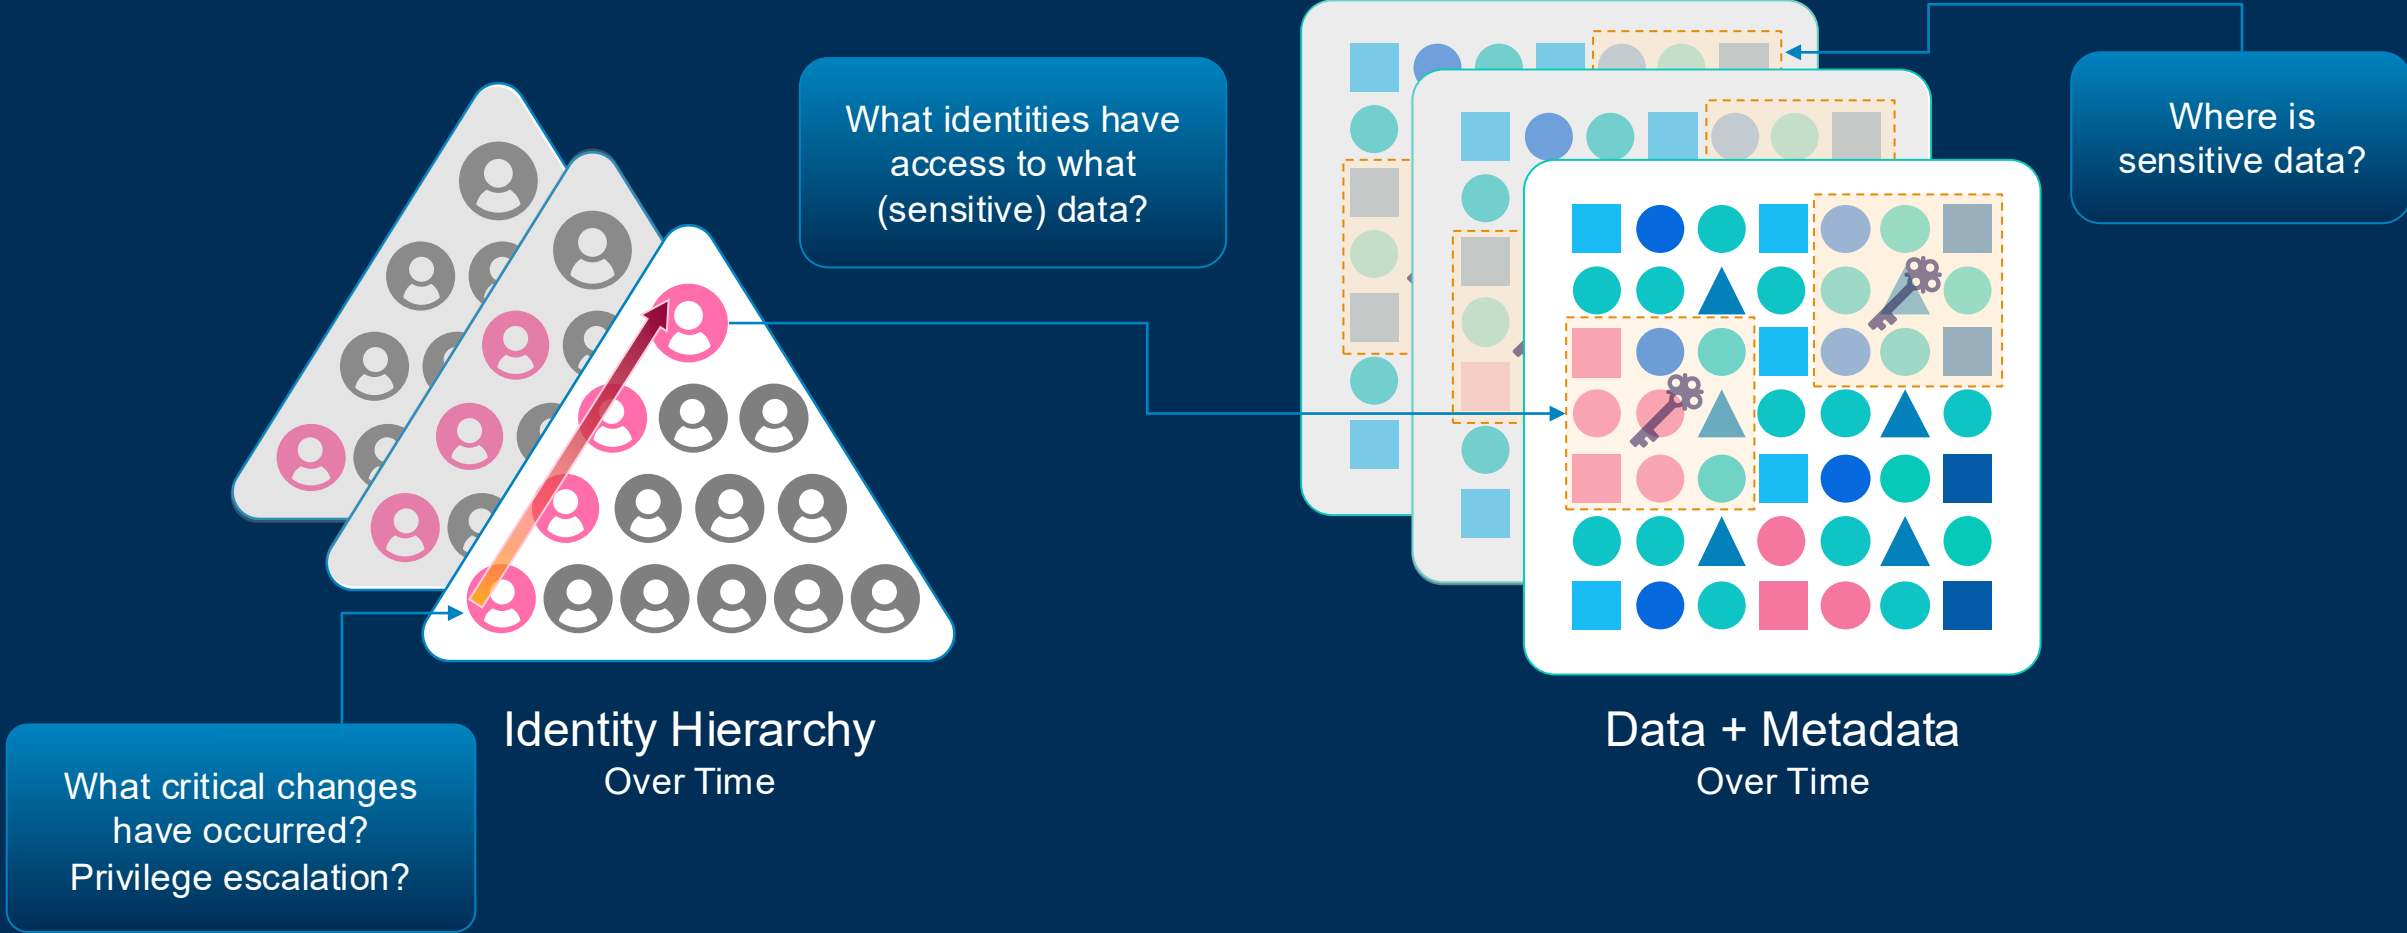 What identities have
access to what
(sensitive) data?
Where is
sensitive data?
Identity Hierarchy
Over Time
Data + Metadata
Over Time
What critical changes
have occurred?
Privilege escalation?